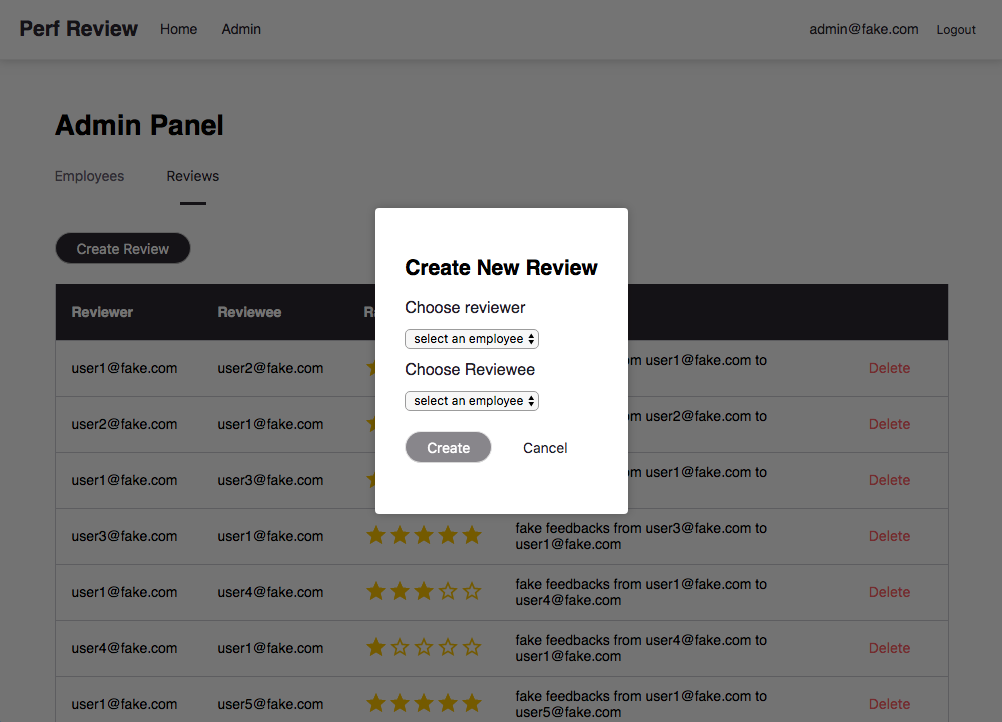 Perf Review Home Admin admin@fake.com Logout
Admin Panel
Employees Reviews
Create Review
Reviewer Reviewee
user1@fake.com user2@fake.com user1@fake.com to Delete
user2@fake.com user1@fake.com user2@fake.com to Delete
user1@fake.com user3@fake.com user1@fake.com to Delete
user3@fake.com user1@fake.com fake feedbacks from user3@fake.com to
user1@fake.com Delete
user1@fake.com user4@fake.com fake feedbacks from user1@fake.com to
user4@fake.com Delete
user4@fake.com user1@fake.com fake feedbacks from user4@fake.com to
user1@fake.com Delete
user1@fake.com user5@fake.com fake feedbacks from user1@fake.com to
user5@fake.com Delete
Create New Review
Choose reviewer
select an employee
Choose Reviewee
select an employee
Create Cancel